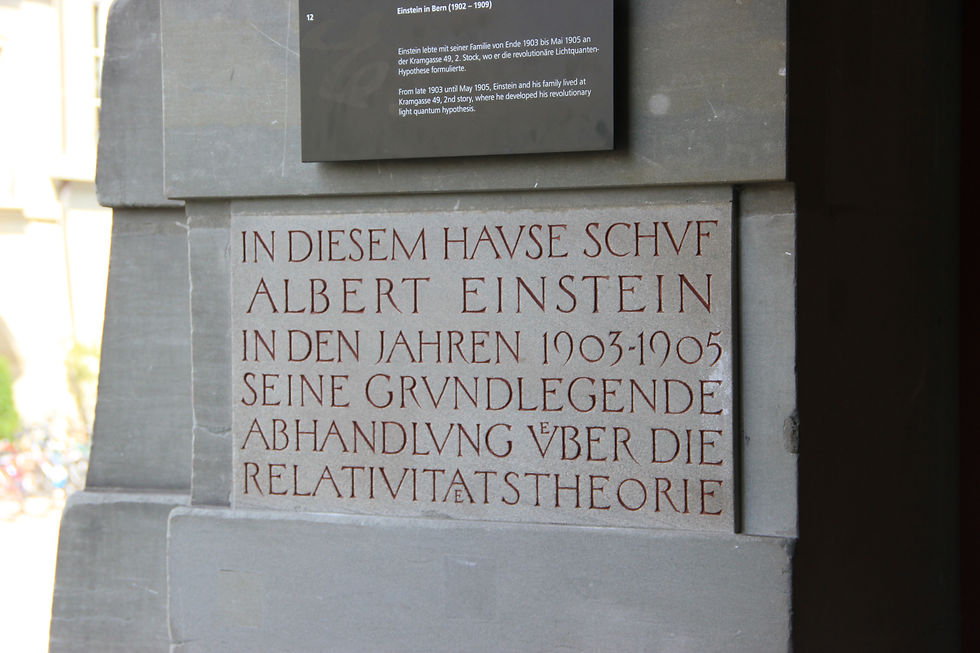 12
Einstein in Bern (1902 – 1909)
Einstein lebte mit seiner Familie von Ende 1903 bis Mai 1905 an
der Kramgasse 49, 2. Stock, wo er die revolutionäre Lichtquanten-
Hypothese formulierte.
From late 1903 until May 1905, Einstein and his family lived at
Kramgasse 49, 2nd story, where he developed his revolutionary
light quantum hypothesis.
IN DIESEM HAVSE SCHVF
ALBERT EINSTEIN
IN DEN JAHREN 1903-1905
SEINE GRVNDLEGENDE
ABHANDLVNG VͤBER DIE
RELATIVITAͤTSTHEORIE